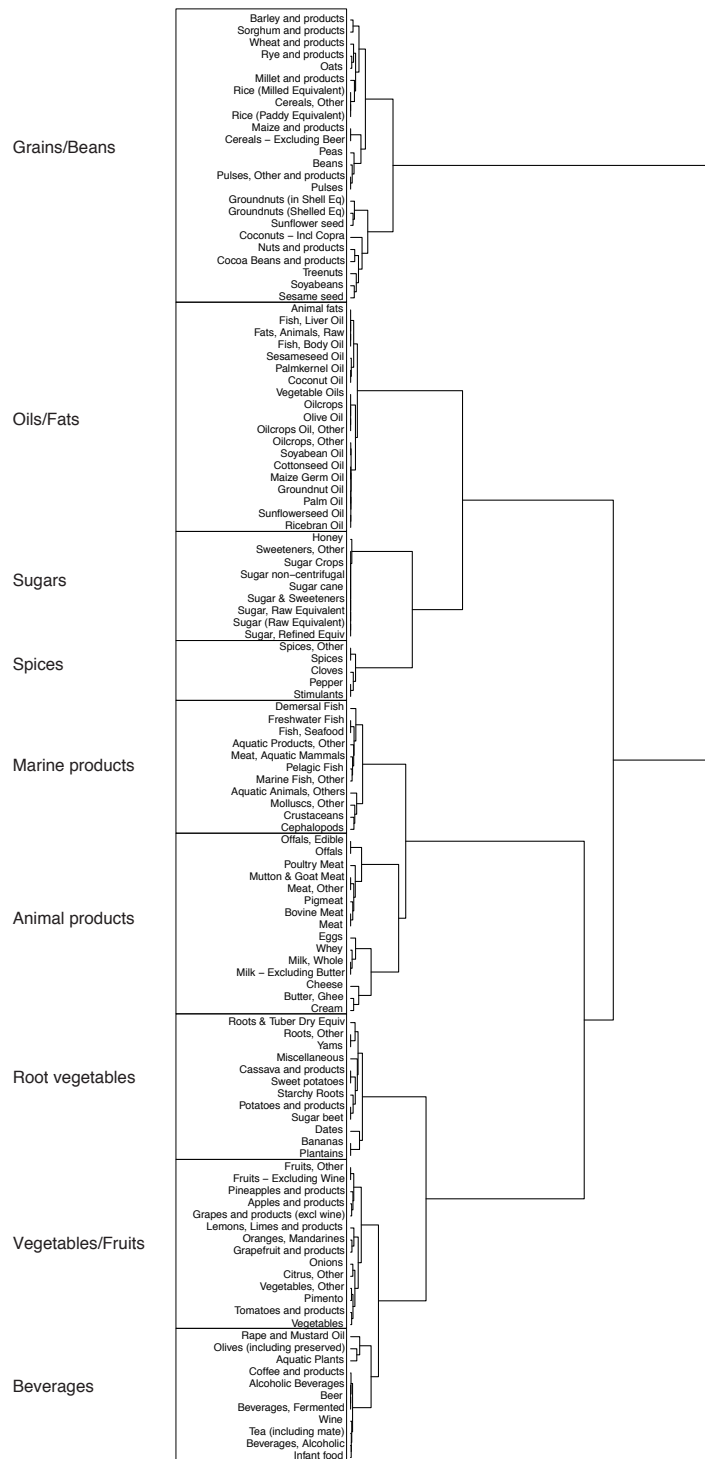 Grains/Beans
Barley and products
Sorghum and products
Wheat and products
Rye and products
Oats
Millet and products
Rice (Milled Equivalent)
Cereals, Other
Rice (Paddy Equivalent)
Maize and products
Cereals − Excluding Beer
Peas
Beans
Pulses, Other and products
Pulses
Groundnuts (in Shell Eq)
Groundnuts (Shelled Eq)
Sunflower seed
Coconuts − Incl Copra
Nuts and products
Cocoa Beans and products
Treenuts
Soyabeans
Sesame seed
Oils/Fats
Animal fats
Fish, Liver Oil
Fats, Animals, Raw
Fish, Body Oil
Sesameseed Oil
Palmkernel Oil
Coconut Oil
Vegetable Oils
Oilcrops
Olive Oil
Oilcrops Oil, Other
Oilcrops, Other
Soyabean Oil
Cottonseed Oil
Maize Germ Oil
Groundnut Oil
Palm Oil
Sunflowerseed Oil
Ricebran Oil
Sugars
Honey
Sweeteners, Other
Sugar Crops
Sugar non−centrifugal
Sugar cane
Sugar & Sweeteners
Sugar, Raw Equivalent
Sugar (Raw Equivalent)
Sugar, Refined Equiv
Spices
Spices, Other
Spices
Cloves
Pepper
Stimulants
Marine products
Demersal Fish
Freshwater Fish
Fish, Seafood
Aquatic Products, Other
Meat, Aquatic Mammals
Pelagic Fish
Marine Fish, Other
Aquatic Animals, Others
Molluscs, Other
Crustaceans
Cephalopods
Animal products
Offals, Edible
Offals
Poultry Meat
Mutton & Goat Meat
Meat, Other
Pigmeat
Bovine Meat
Meat
Eggs
Whey
Milk, Whole
Milk − Excluding Butter
Cheese
Butter, Ghee
Cream
Root vegetables
Roots & Tuber Dry Equiv
Roots, Other
Yams
Miscellaneous
Cassava and products
Sweet potatoes
Starchy Roots
Potatoes and products
Sugar beet
Dates
Bananas
Plantains
Vegetables/Fruits
Fruits, Other
Fruits − Excluding Wine
Pineapples and products
Apples and products
Grapes and products (excl wine)
Lemons, Limes and products
Oranges, Mandarines
Grapefruit and products
Onions
Citrus, Other
Vegetables, Other
Pimento
Tomatoes and products
Vegetables
Beverages
Rape and Mustard Oil
Olives (including preserved)
Aquatic Plants
Coffee and products
Alcoholic Beverages
Beer
Beverages, Fermented
Wine
Tea (including mate)
Beverages, Alcoholic
Infant food